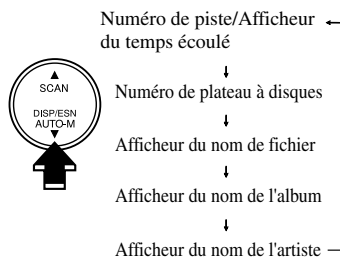 Numéro de piste/Afficheur
du temps écoulé
SCAN
DISP/ESN
AUTO-M
Numéro de plateau à disques
Afficheur du nom de fichier
Afficheur du nom de l'album
Afficheur du nom de l'artiste